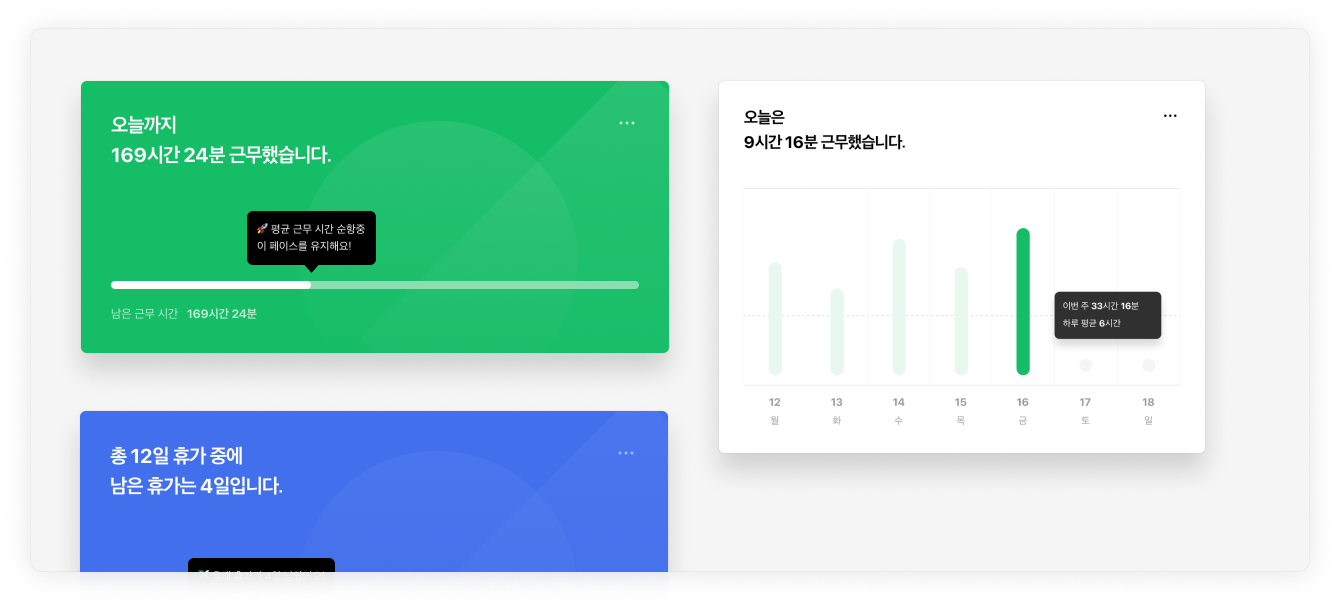 오늘까지
169시간 24분 근무했습니다.
🚀 평균 근무 시간 순항중
이 페이스를 유지해요!
남은 근무 시간 169시간 24분
총 12일 휴가 중에
남은 휴가는 4일입니다.
오늘은
9시간 16분 근무했습니다.
이번 주 33시간 16분
하루 평균 6시간
12 13 14 15 16 17 18
월 화 수 목 금 토 일